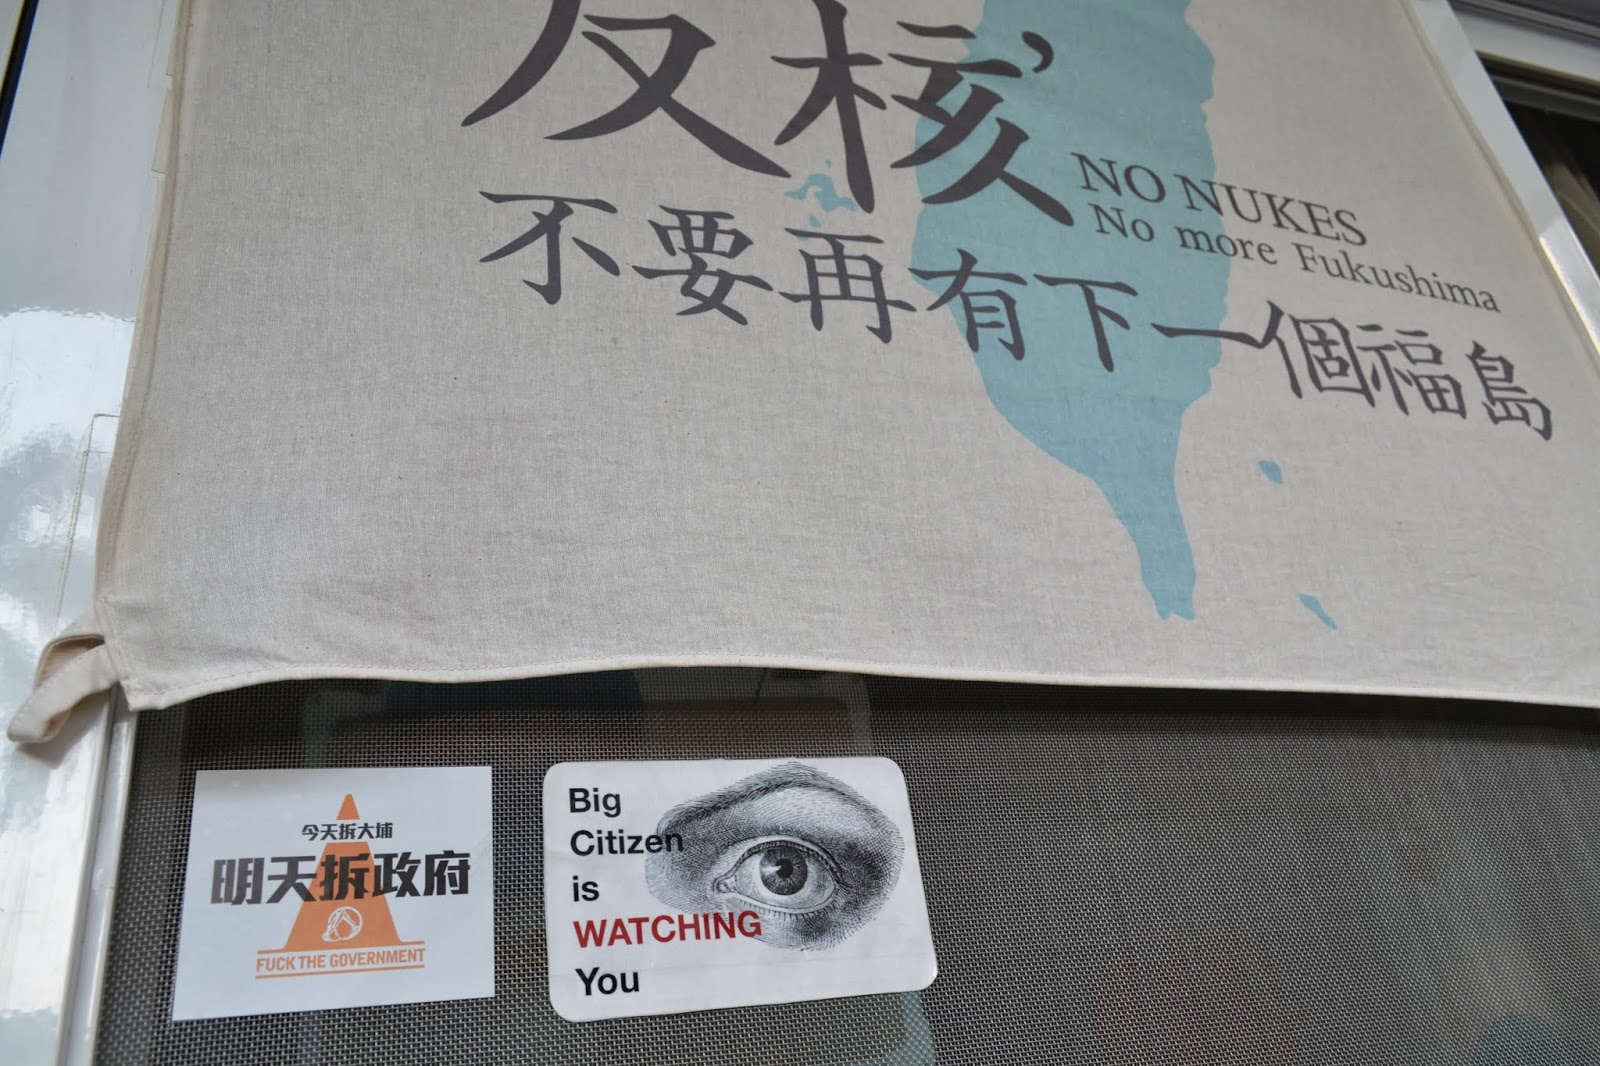 反核，
NO NUKES
No more Fukushima
不要再有下一個福島
今天拆大埔
明天拆政府
FUCK THE GOVERNMENT
Big
Citizen
is
WATCHING
You